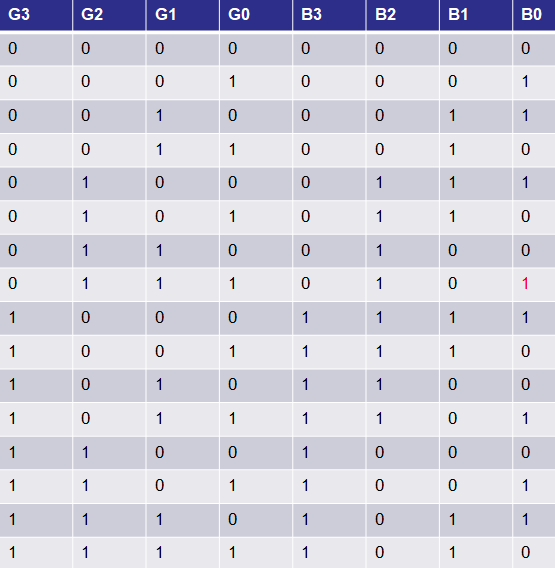 G3 G2 G1 G0 B3 B2 B1 B0
0 0 0 0 0 0 0 0
0 0 0 1 0 0 0 1
0 0 1 0 0 0 1 1
0 0 1 1 0 0 1 0
0 1 0 0 0 1 1 1
0 1 0 1 0 1 1 0
0 1 1 0 0 1 0 0
0 1 1 1 0 1 0 1
1 0 0 0 1 1 1 1
1 0 0 1 1 1 1 0
1 0 1 0 1 1 0 0
1 0 1 1 1 1 0 1
1 1 0 0 1 0 0 0
1 1 0 1 1 0 0 1
1 1 1 0 1 0 1 1
1 1 1 1 1 0 1 0